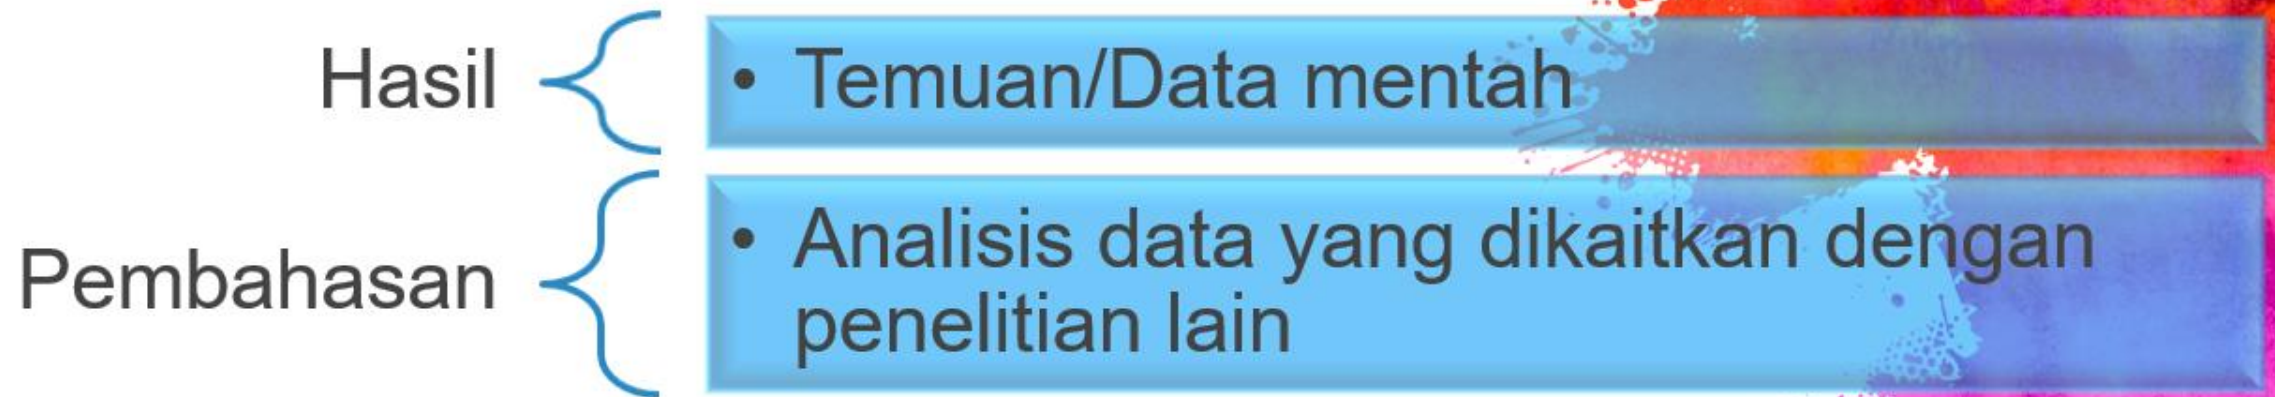 Hasil
• Temuan/Data mentah
Pembahasan
• Analisis data yang dikaitkan dengan
penelitian lain